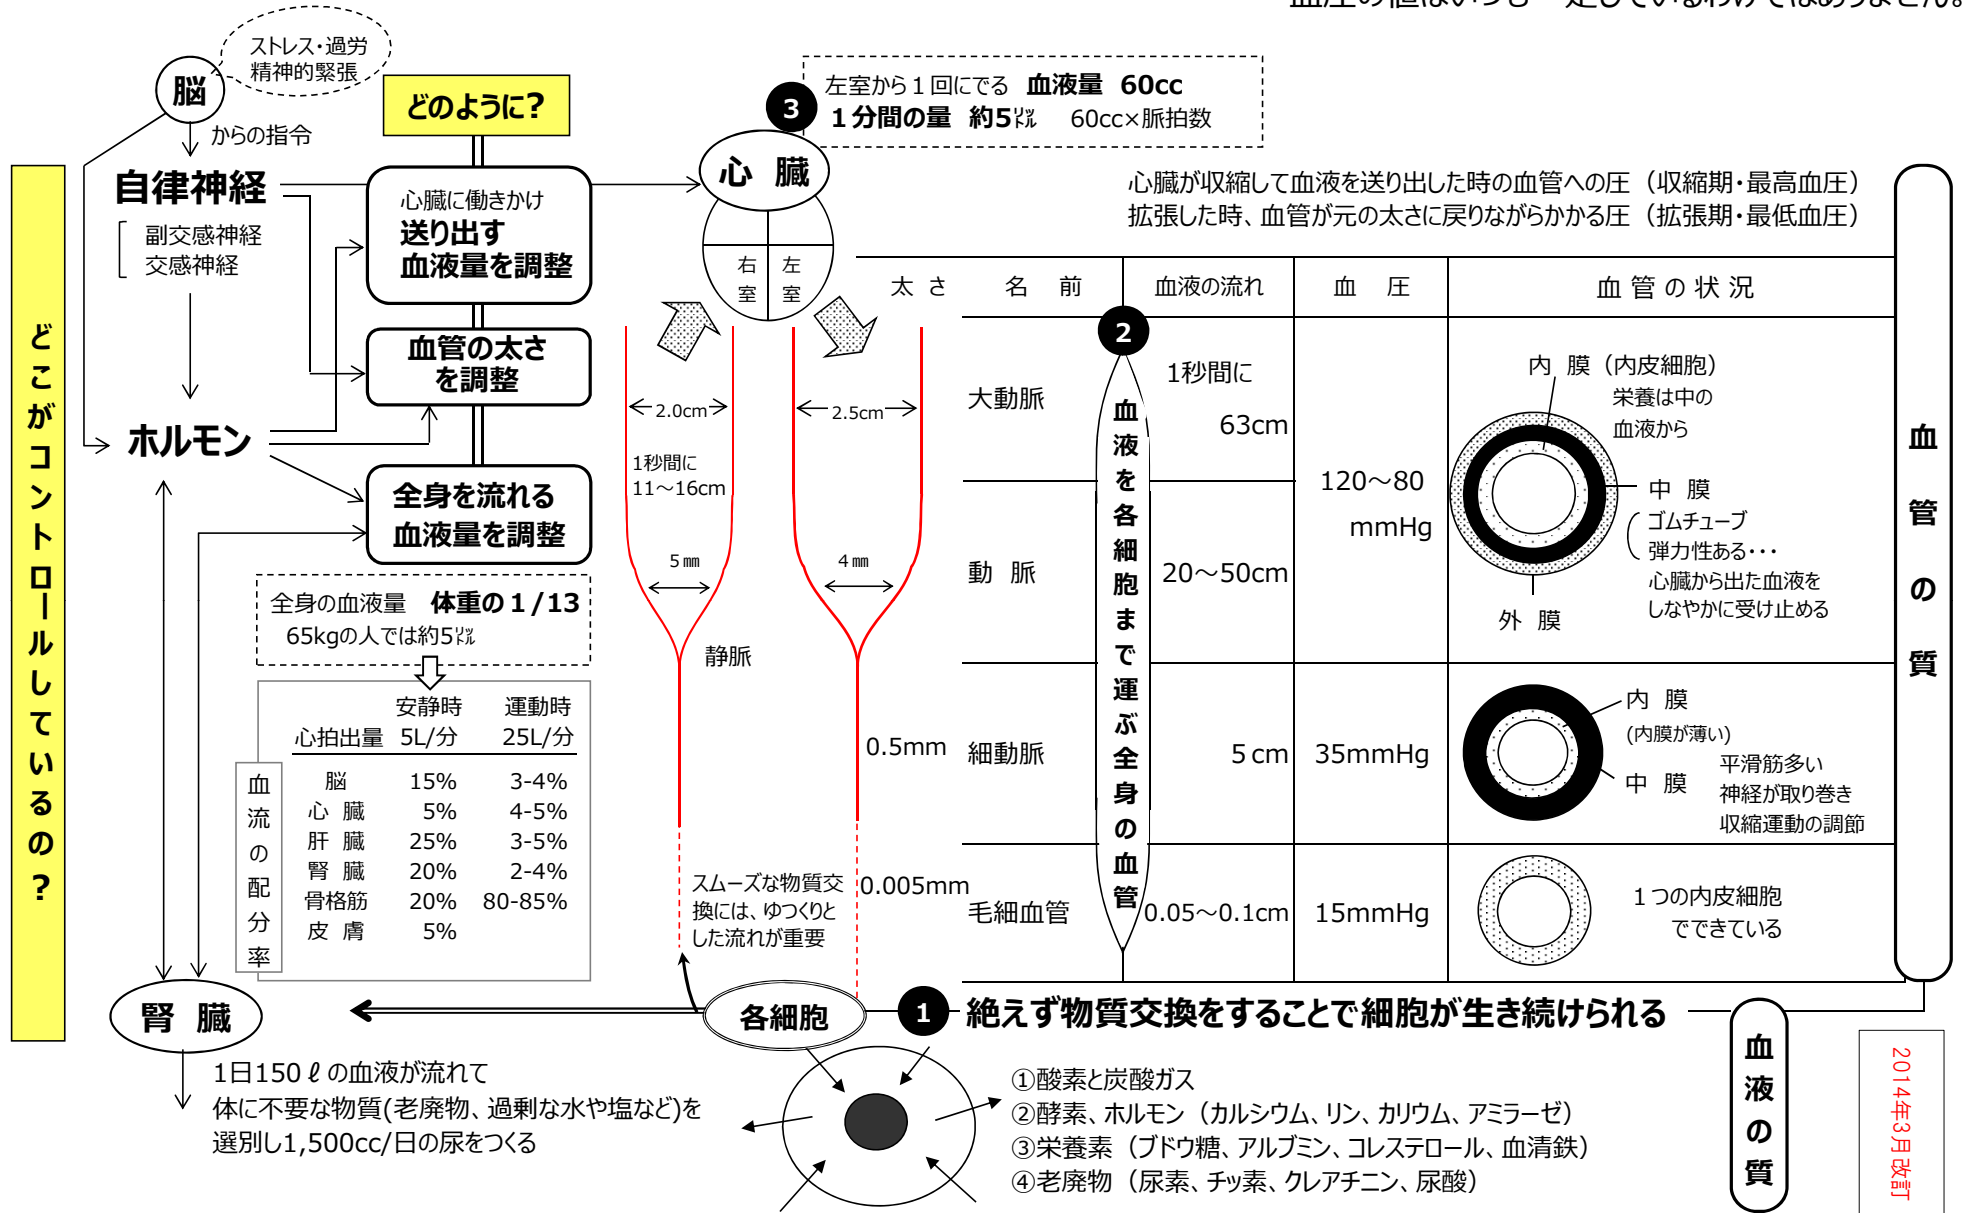 ストレス・過労
精神的緊張
脳
からの指令
自律神経
副交感神経
交感神経
ホルモン
どこがコントロールしているの？
どのように？
心臓に働きかけ
送り出す
血液量を調整
血管の太さ
を調整
全身を流れる
血液量を調整
全身の血液量　体重の１/13
65kgの人では約5㍑
安静時　運動時
心拍出量　5L/分　25L/分
血流の配分率
脳　15%　3-4%
心　臓　5%　4-5%
肝　臓　25%　3-5%
腎　臓　20%　2-4%
骨格筋　20%　80-85%
皮　膚　5%
腎　臓
1日150ℓの血液が流れて
体に不要な物質(老廃物、過剰な水や塩など)を
選別し1,500cc/日の尿をつくる
3
左室から１回にでる　血液量　60cc
１分間の量　約5㍑　60cc×脈拍数
心　臓
右室
左室
2.0cm
1秒間に
11～16cm
5㎜
静脈
2.5cm
4㎜
スムーズな物質交
換には、ゆつくりと
した流れが重要
心臓が収縮して血液を送り出した時の血管への圧（収縮期・最高血圧）
拡張した時、血管が元の太さに戻りながらかかる圧（拡張期・最低血圧）
太さ　名　前　血液の流れ　血　圧　血管の状況
2
血液を各細胞まで運ぶ全身の血管
大動脈　1秒間に
63cm
120～80
mmHg
動　脈　20～50cm
内　膜（内皮細胞）
栄養は中の
血液から
中　膜
ゴムチューブ
弾力性ある・・・
心臓から出た血液を
しなやかに受け止める
外　膜
0.5mm　細動脈　5cm　35mmHg
内　膜
(内膜が薄い)
中　膜
平滑筋多い
神経が取り巻き
収縮運動の調節
0.005mm　毛細血管　0.05～0.1cm　15mmHg
１つの内皮細胞
でできている
血管の質
各細胞
1　絶えず物質交換をすることで細胞が生き続けられる
①酸素と炭酸ガス
②酵素、ホルモン（カルシウム、リン、カリウム、アミラーゼ）
③栄養素（ブドウ糖、アルブミン、コレステロール、血清鉄）
④老廃物（尿素、チッ素、クレアチニン、尿酸）
血液の質
2014年3月改訂